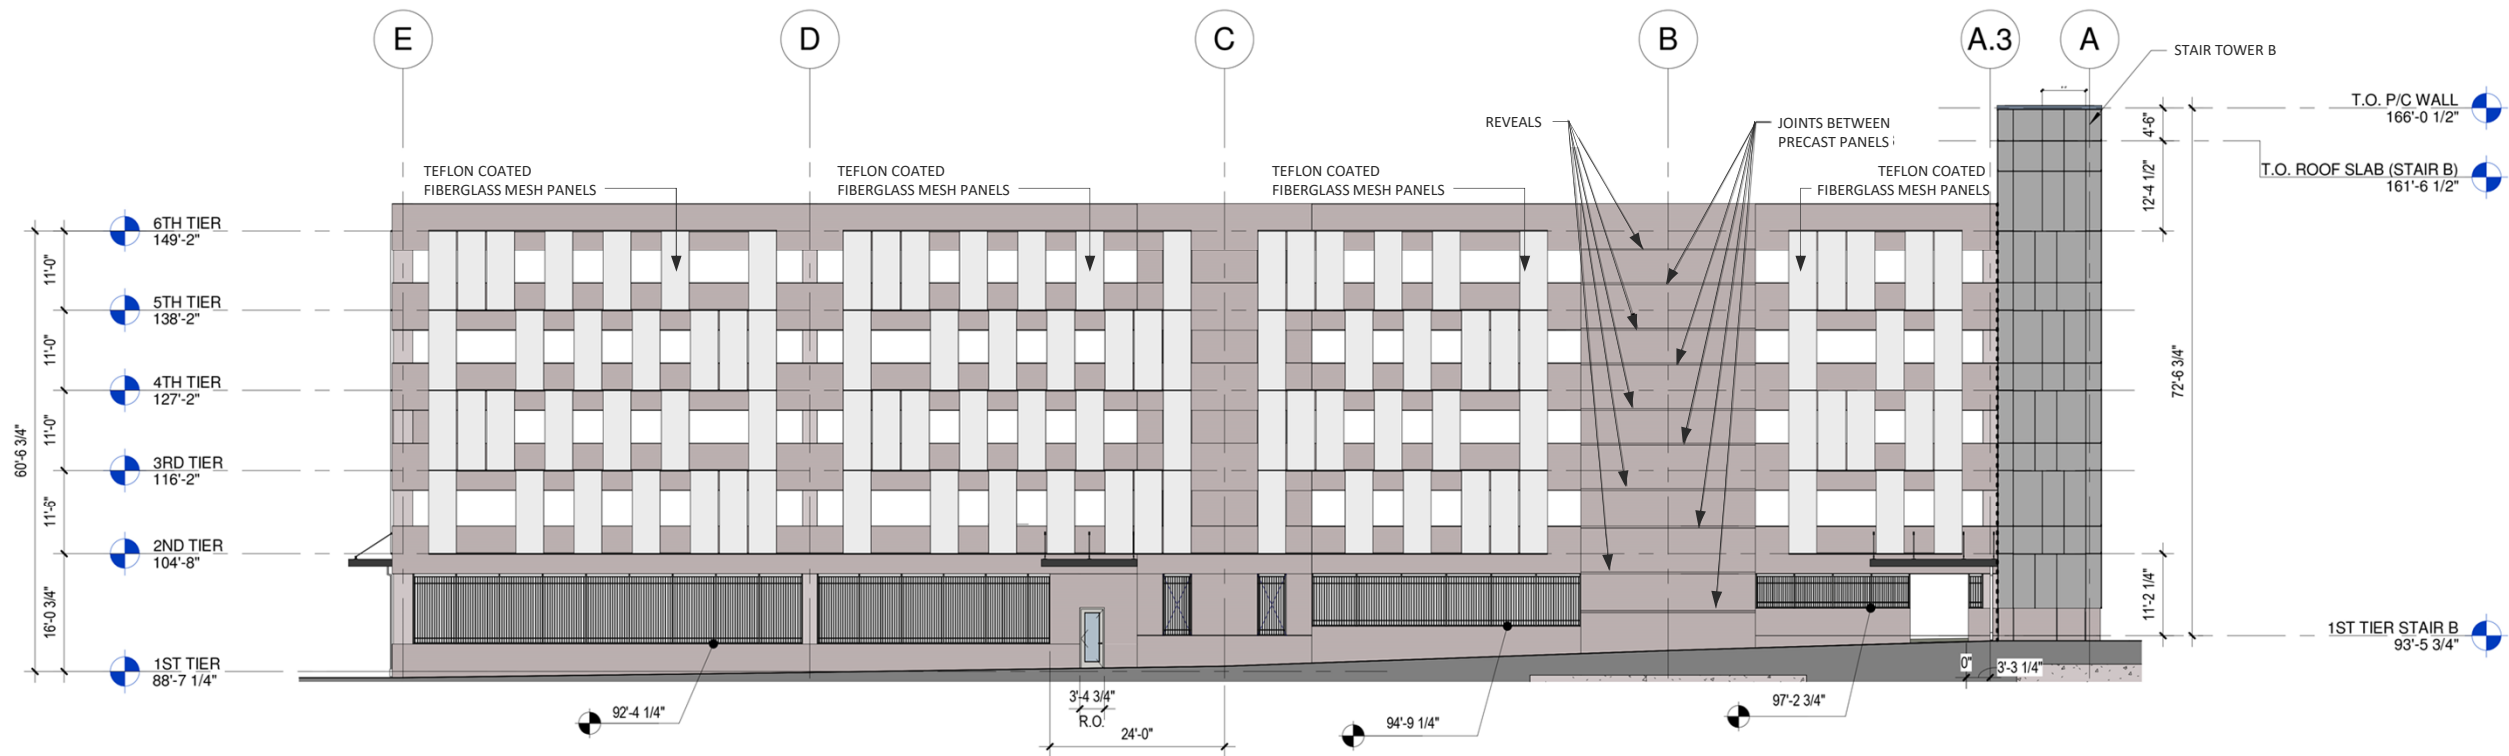 E
D
C
B
A.3
A
STAIR TOWER B
REVEALS
JOINTS BETWEEN
PRECAST PANELS
TEFLON COATED
FIBERGLASS MESH PANELS
TEFLON COATED
FIBERGLASS MESH PANELS
TEFLON COATED
FIBERGLASS MESH PANELS
TEFLON COATED
FIBERGLASS MESH PANELS
T.O. P/C WALL
166'-0 1/2"
T.O. ROOF SLAB (STAIR B)
161'-6 1/2"
4'-6"
12'-4 1/2"
72'-6 3/4"
11'-2 1/4"
1ST TIER STAIR B
93'-5 3/4"
6TH TIER
149'-2"
5TH TIER
138'-2"
4TH TIER
127'-2"
3RD TIER
116'-2"
2ND TIER
104'-8"
1ST TIER
88'-7 1/4"
11'-0"
11'-0"
11'-0"
11'-6"
16'-0 3/4"
60'-6 3/4"
92'-4 1/4"
3'-4 3/4"
R.O.
24'-0"
94'-9 1/4"
97'-2 3/4"
0"
3'-3 1/4"